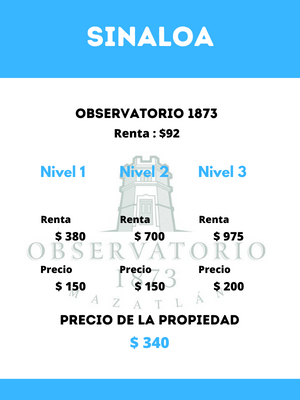 SINALOA
OBSERVATORIO 1873
Renta : $92
Nivel 1 Nivel 2 Nivel 3
Renta Renta Renta
$ 380 $ 700 $ 975
OBSERVATORIO
Precio Precio Precio
1873
$ 150 $ 150 $ 200
MAZATLÁN
PRECIO DE LA PROPIEDAD
$ 340